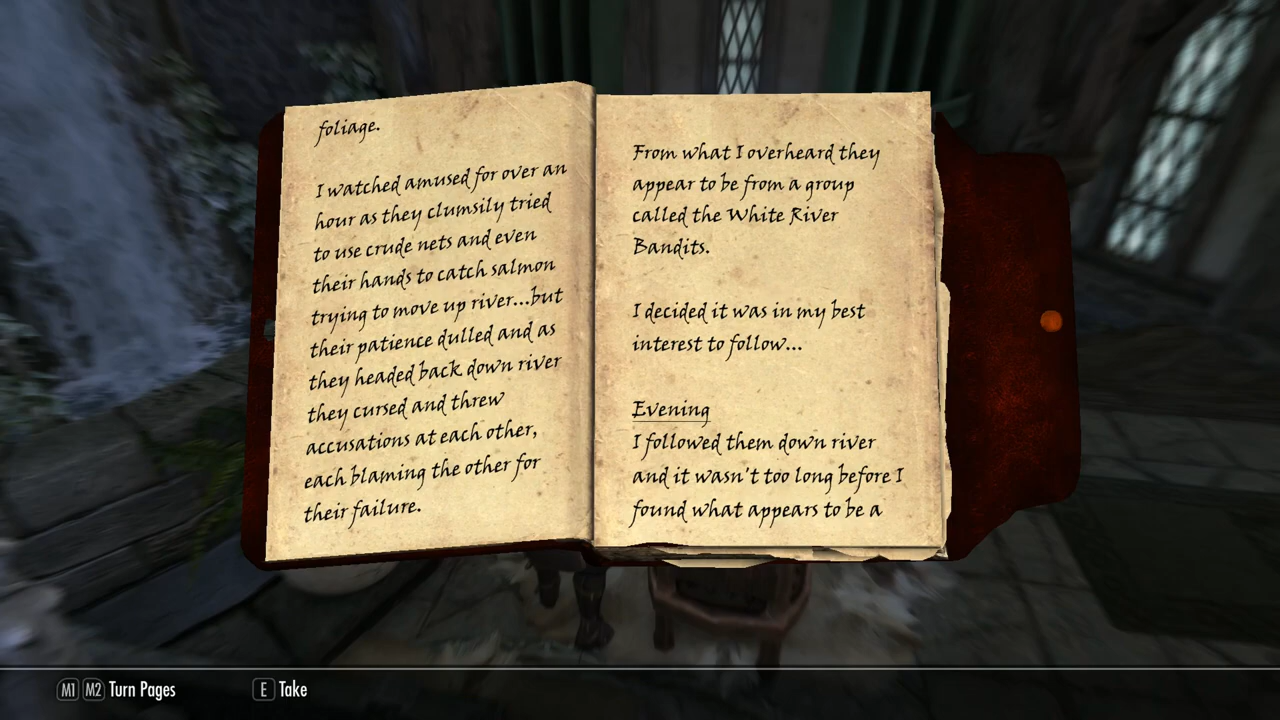 foliage.
I watched amused for over an
hour as they clumsily tried
to use crude nets and even
their hands to catch salmon
trying to move up river...but
their patience dulled and as
they headed back down river
they cursed and threw
accusations at each other,
each blaming the other for
their failure.
From what I overheard they
appear to be from a group
called the White River
Bandits.
I decided it was in my best
interest to follow...
Evening
I followed them down river
and it wasn't too long before I
found what appears to be a
M1 M2 Turn Pages
E Take